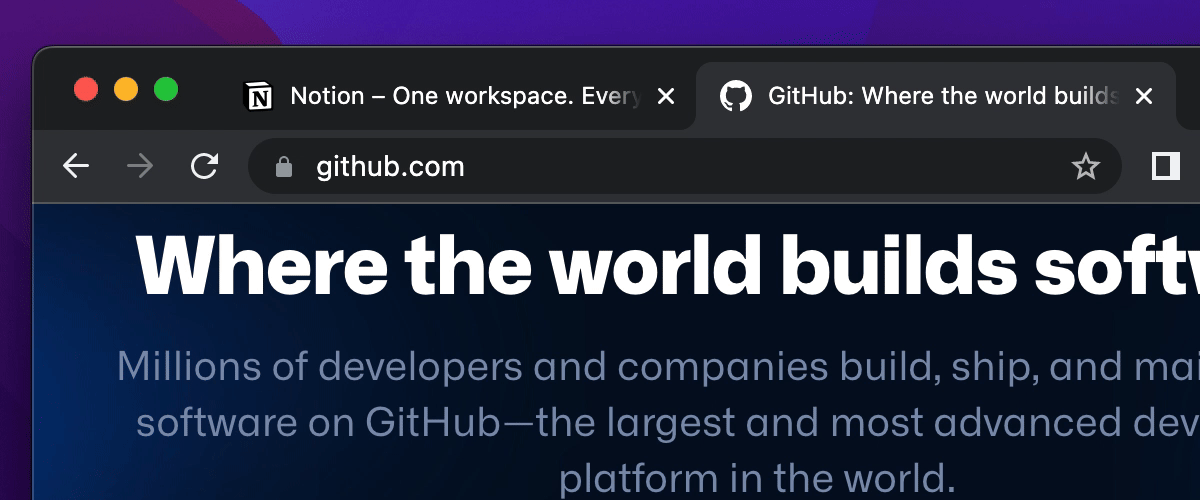 Notion – One workspace. Every
GitHub: Where the world builds
github.com
Where the world builds softw
Millions of developers and companies build, ship, and mai
software on GitHub—the largest and most advanced dev
platform in the world.